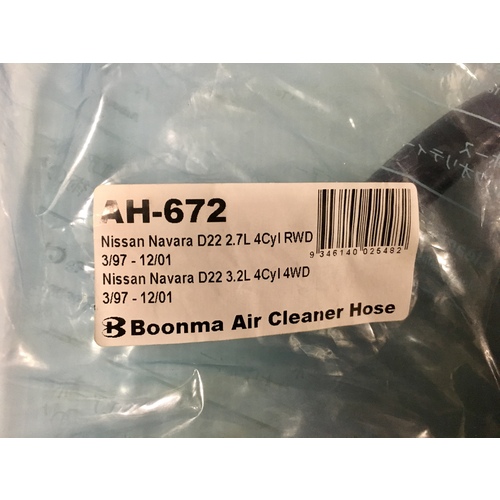 AH-672
Nissan Navara D22 2.7L 4Cyl RWD
3/97 - 12/01
Nissan Navara D22 3.2L 4Cyl 4WD
3/97 - 12/01
9 346140 025482
Boonma Air Cleaner Hose